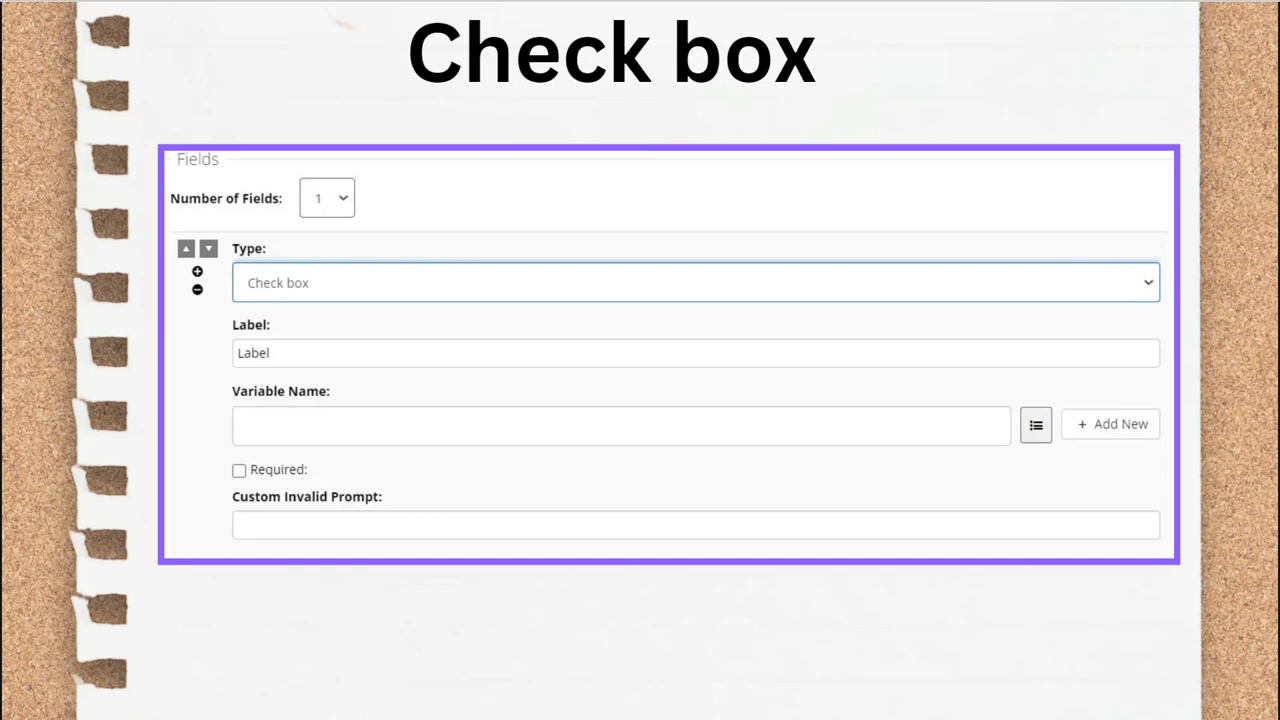 Check box
Fields
Number of Fields: 1
Type:
Check box
Label:
Label
Variable Name:
+ Add New
Required:
Custom Invalid Prompt: